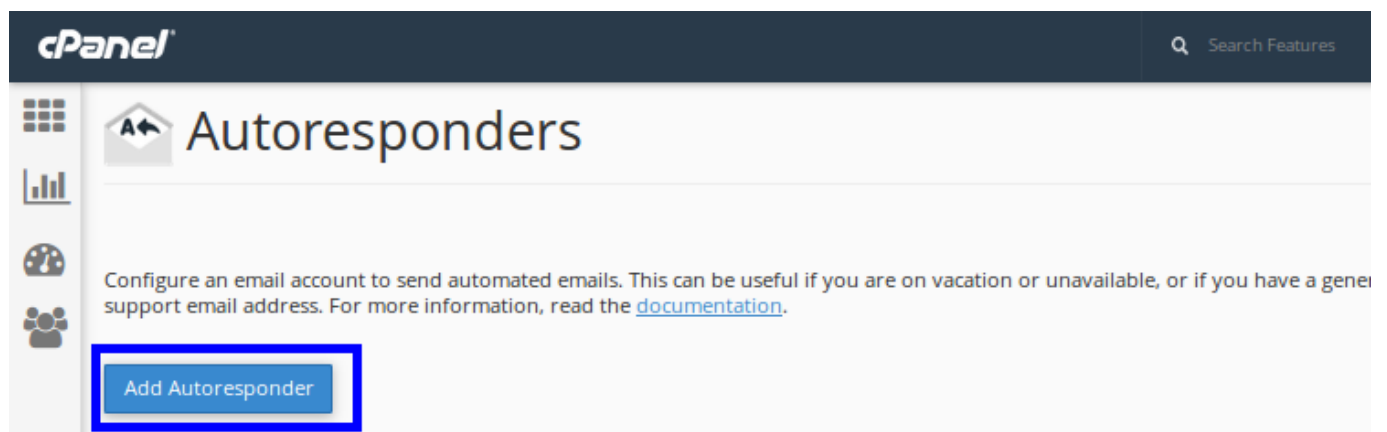 cPanel
Search Features
A
Autoresponders
Configure an email account to send automated emails. This can be useful if you are on vacation or unavailable, or if you have a gener
support email address. For more information, read the documentation.
Add Autoresponder